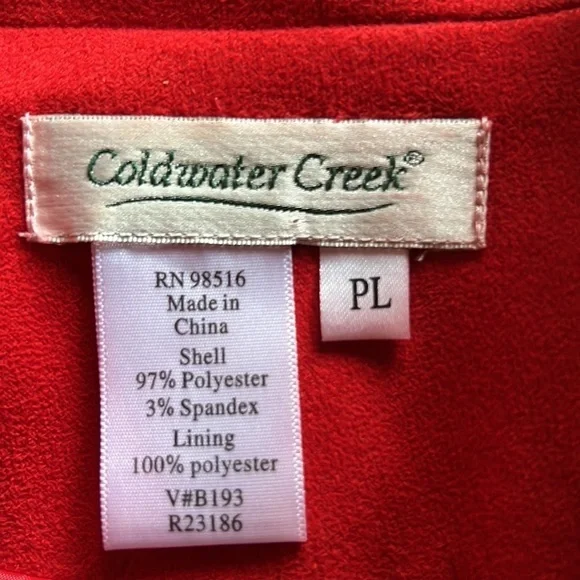 Coldwater Creek®
RN 98516
Made in
China
Shell
97% Polyester
3% Spandex
Lining
100% polyester
V#B193
R23186
PL